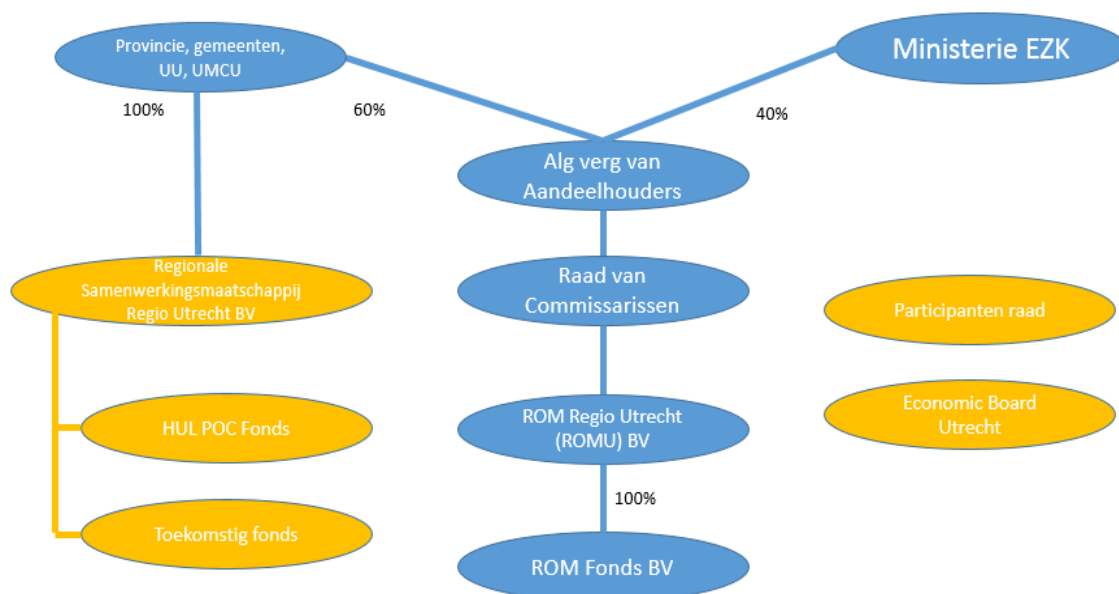 Provincie, gemeenten,
UU, UMCU
Ministerie EZK
100%
60%
40%
Alg verg van
Aandeelhouders
Regionale
Samenwerkingsmaatschappij
Regio Utrecht BV
Raad van
Commissarissen
Participanten raad
HUL POC Fonds
ROM Regio Utrecht
(ROMU) BV
Economic Board
Utrecht
100%
Toekomstig fonds
ROM Fonds BV